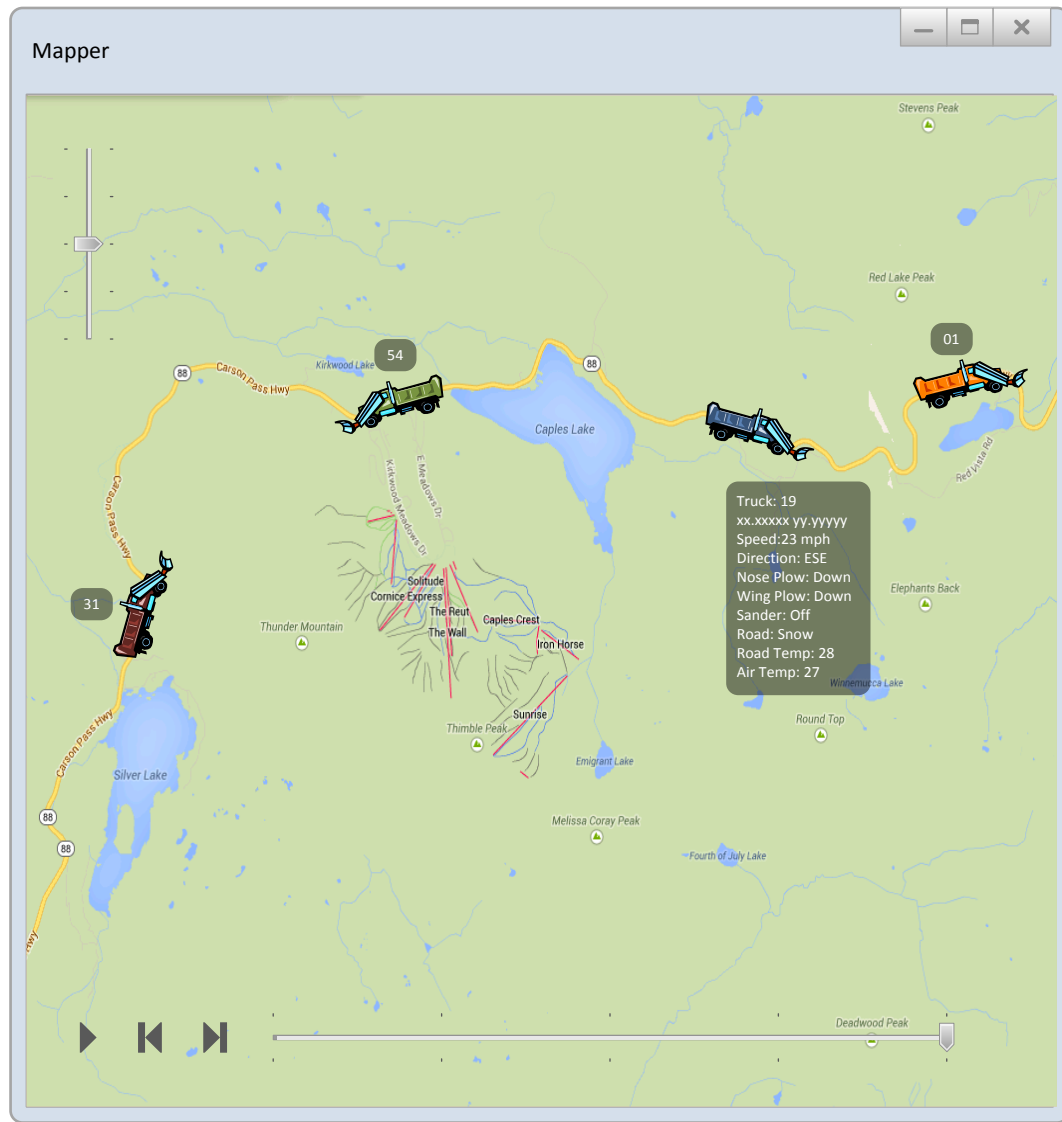 Mapper
Stevens Peak
Red Lake Peak
01
54
88
Kirkwood Lake
88
Carson Pass Hwy
Caples Lake
Red Vista Rd
E Meadows Dr
Kirkwood Meadows Dr
Carson Pass Hwy
Truck: 19
xx.xxxxx yy.yyyyy
Speed:23 mph
Direction: ESE
Nose Plow: Down
Wing Plow: Down
Sander: Off
Road: Snow
Road Temp: 28
Air Temp: 27
Elephants Back
31
Solitude
Cornice Express
The Reut
Caples Crest
The Wall
Iron Horse
Thunder Mountain
Winnemucca Lake
Sunrise
Round Top
Thimble Peak
Carson Pass Hwy
Emigrant Lake
Silver Lake
88
Melissa Coray Peak
88
Fourth of July Lake
Hwy
Deadwood Peak